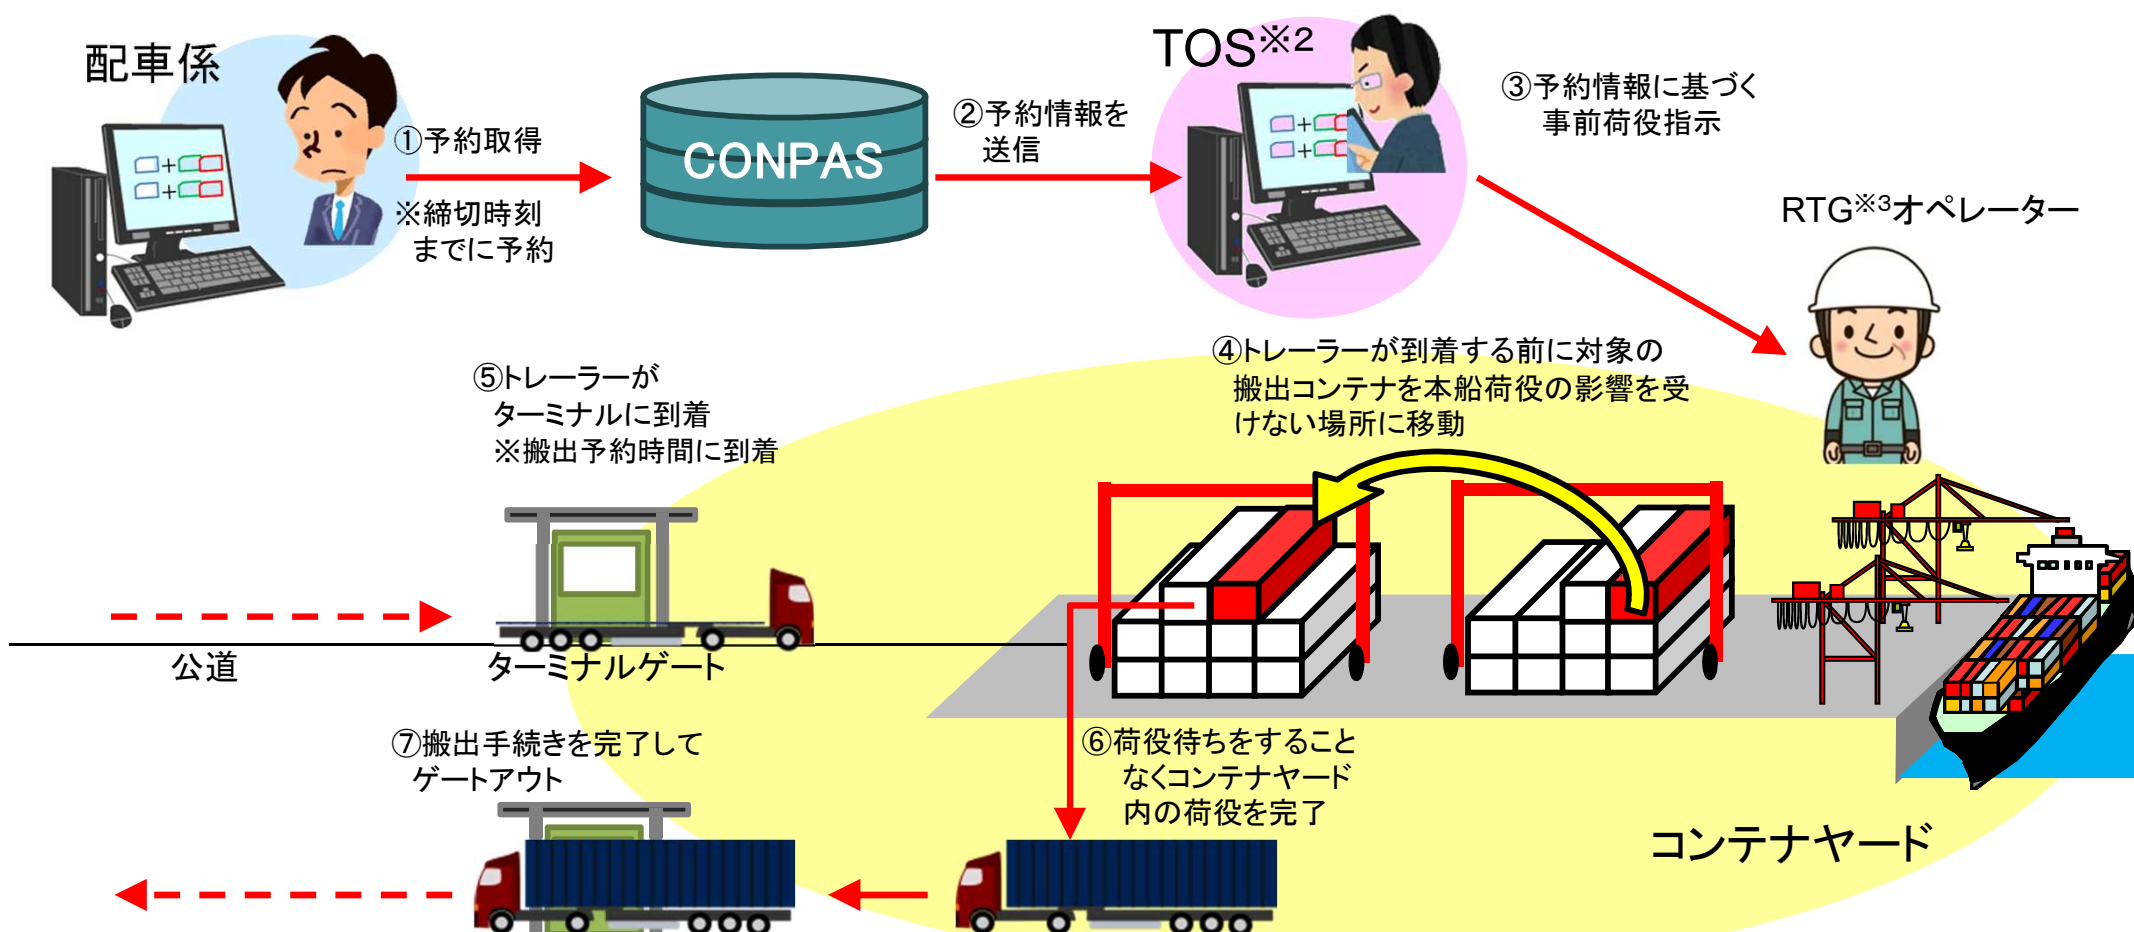 配車係
①予約取得
※締切時刻
までに予約
CONPAS
②予約情報を
送信
TOS※2
③予約情報に基づく
事前荷役指示
RTG※3オペレーター
④トレーラーが到着する前に対象の
搬出コンテナを本船荷役の影響を受
けない場所に移動
⑤トレーラーが
ターミナルに到着
※搬出予約時間に到着
公道
ターミナルゲート
⑥荷役待ちをすること
なくコンテナヤード
内の荷役を完了
⑦搬出手続きを完了して
ゲートアウト
コンテナヤード